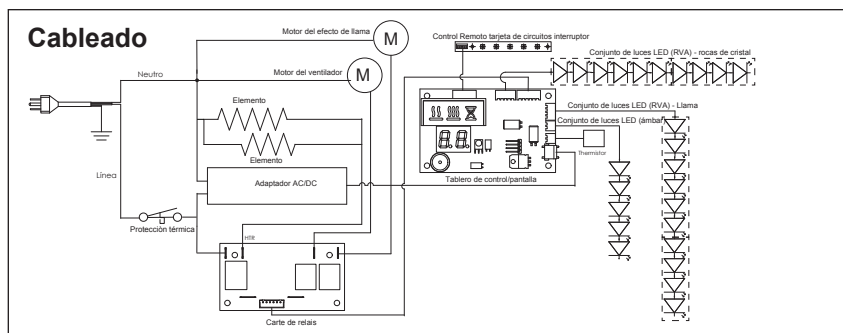 Cableado
Motor del efecto de llama
M
Control Remoto tarjeta de circuitos interruptor
Conjunto de luces LED (RVA) - rocas de cristal
Neutro
Motor del ventilador
M
Elemento
Conjunto de luces LED (RVA) - Llama
Conjunto de luces LED (ámbar
Thermistor
Elemento
Línea
Adaptador AC/DC
Tablero de control/pantalla
Protección térmica
HTR
Carte de relais